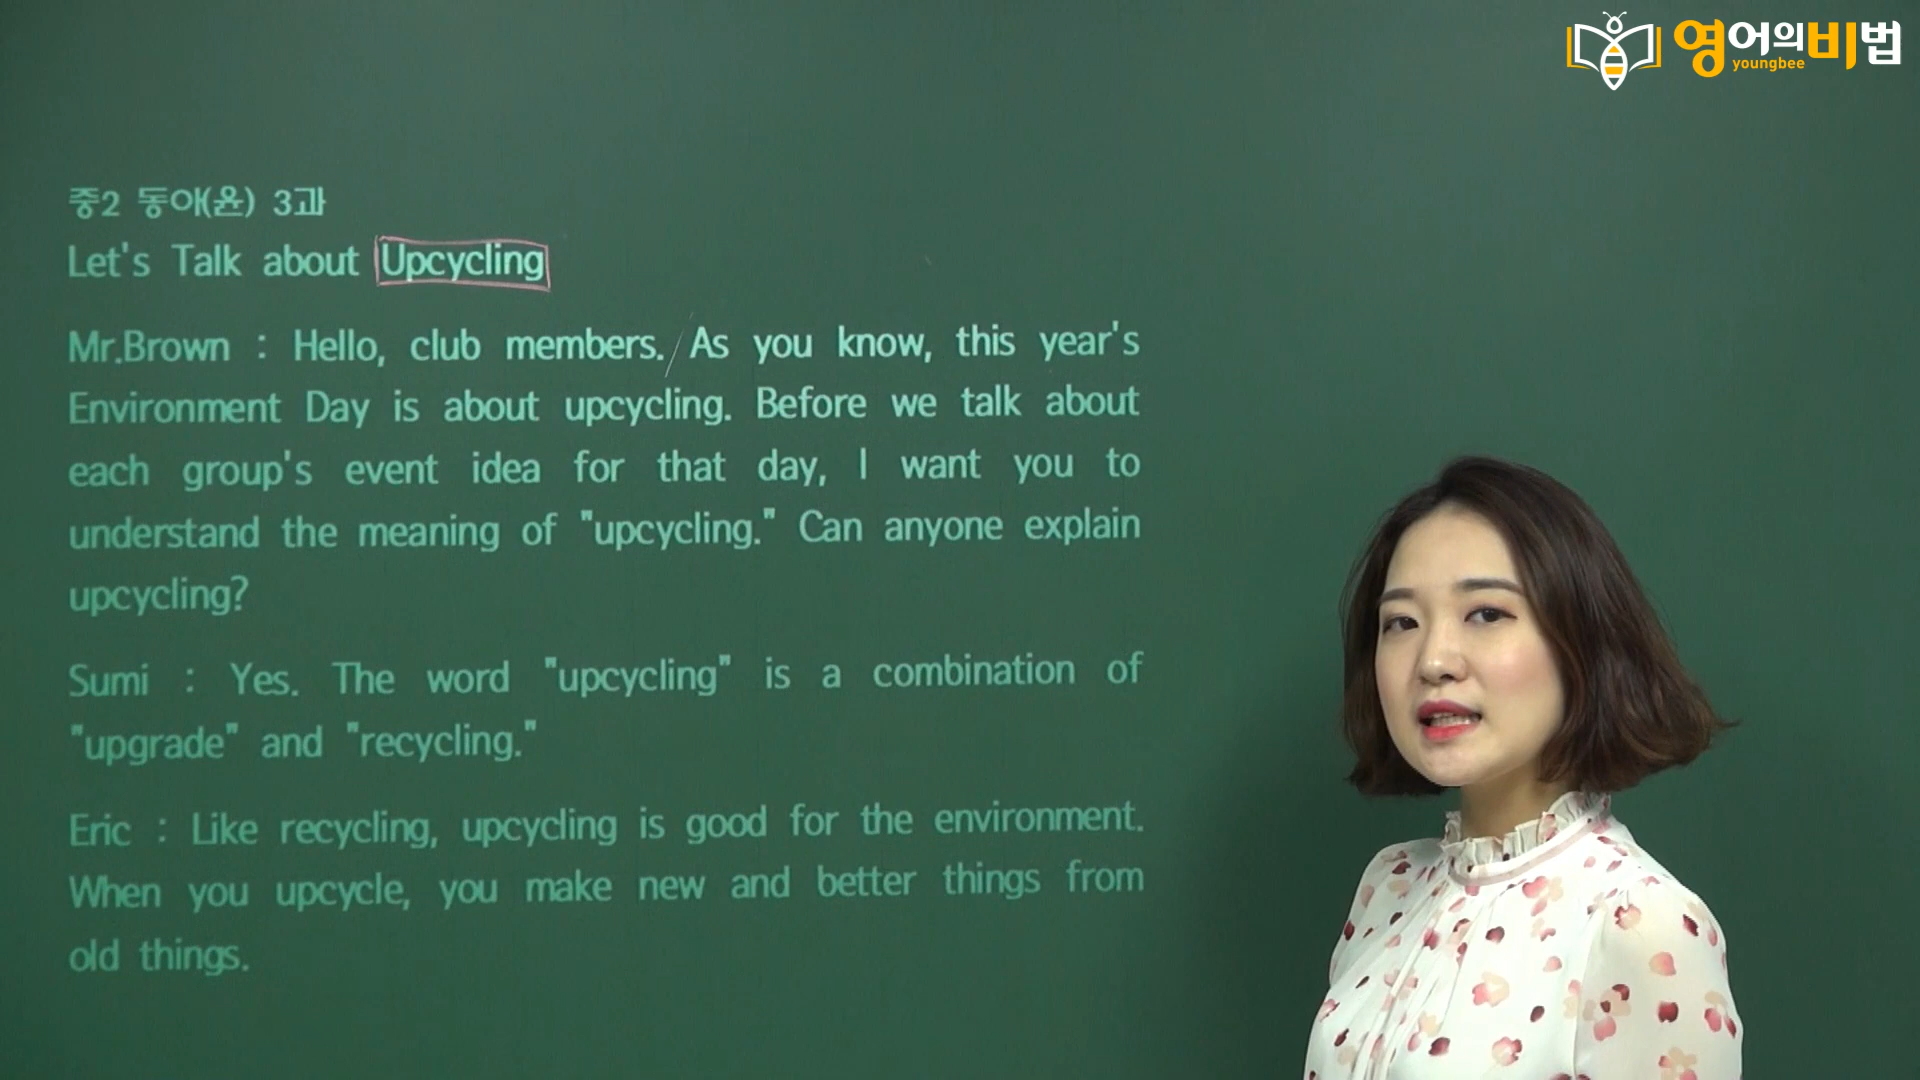 영어의비법
youngbee
중2 동아(윤) 3과
Let's Talk about Upcycling
Mr.Brown : Hello, club members. As you know, this year's
Environment Day is about upcycling. Before we talk about
each group's event idea for that day, I want you to
understand the meaning of "upcycling." Can anyone explain
upcycling?
Sumi : Yes. The word "upcycling" is a combination of
"upgrade" and "recycling."
Eric : Like recycling, upcycling is good for the environment.
When you upcycle, you make new and better things from
old things.